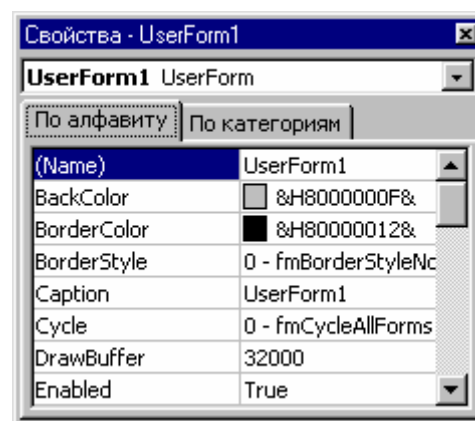 Свойства - UserForm1
UserForm1 UserForm
По алфавиту По категориям
(Name) UserForm1
BackColor &H8000000F&
BorderColor &H80000012&
BorderStyle 0 - fmBorderStyleNo
Caption UserForm1
Cycle 0 - fmCycleAllForms
DrawBuffer 32000
Enabled True